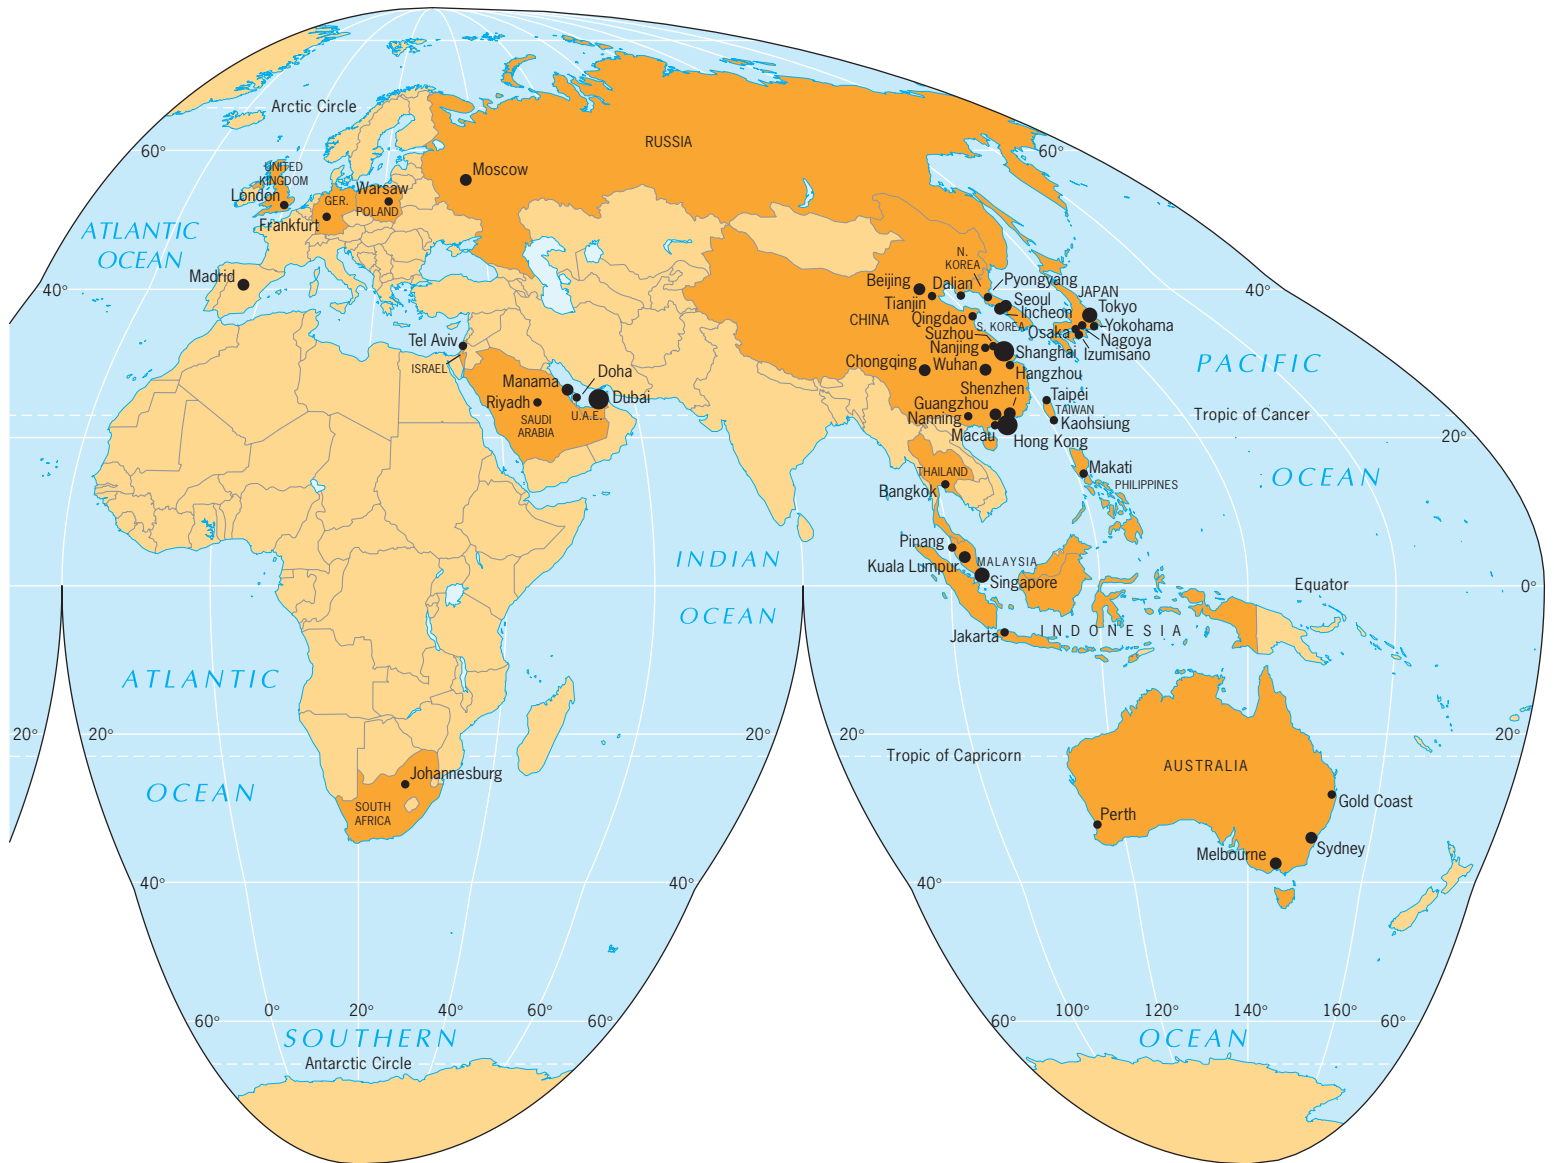 Arctic Circle
60°
60°
RUSSIA
UNITED
KINGDOM
London
Moscow
Warsaw
GER.
POLAND
Frankfurt
ATLANTIC
OCEAN
Madrid
40°
40°
N.
KOREA
Beijing
Dalian
Pyongyang
Tianjin
Seoul
JAPAN
Tokyo
CHINA
Qingdao
Incheon
S. KOREA
Osaka
Yokohama
Suzhou
Nagoya
Nanjing
Shanghai
Izumisano
Tel Aviv
ISRAEL
Chongqing
Wuhan
Hangzhou
PACIFIC
Manama
Doha
Riyadh
Dubai
U.A.E.
SAUDI
ARABIA
Shenzhen
Guangzhou
Taipei
TAIWAN
Nanning
Kaohsiung
Macau
Hong Kong
Tropic of Cancer
20°
OCEAN
THAILAND
Makati
PHILIPPINES
Bangkok
INDIAN
OCEAN
Pinang
MALAYSIA
Kuala Lumpur
Singapore
Equator
0°
Jakarta
INDONESIA
ATLANTIC
OCEAN
20°
20°
20°
20°
20°
Tropic of Capricorn
AUSTRALIA
Johannesburg
SOUTH
AFRICA
Perth
Gold Coast
Sydney
Melbourne
40°
40°
40°
60°
0°
20°
40°
60°
60°
60°
100°
120°
140°
160°
60°
SOUTHERN
OCEAN
Antarctic Circle